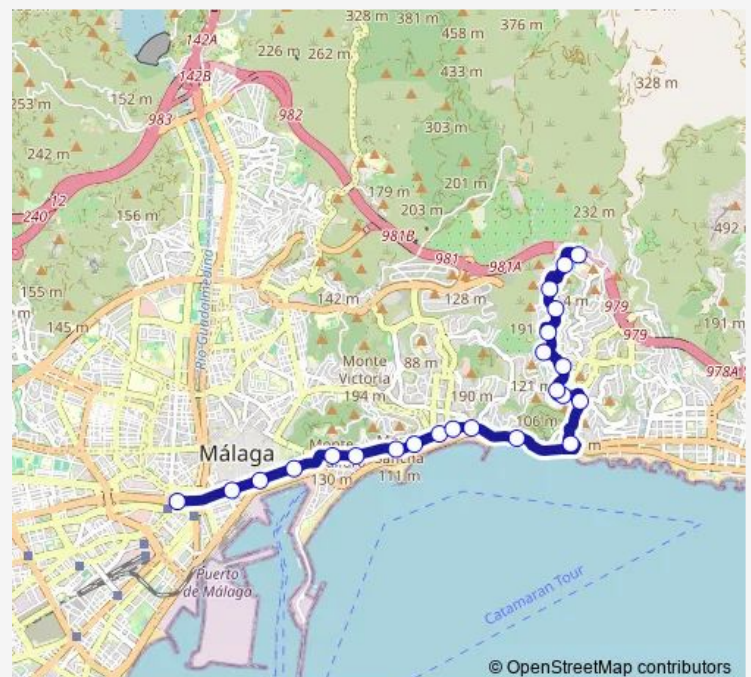 328 m
381 m
376 m
142A
226 m
262 m
458 m
142B
433 m
328 m
152 m
253 m
983
982
303 m
242 m
12
179 m
201 m
240
156 m
203 m
232 m
492
981B
981
981A
155 m
Río Guadalmedina
142 m
128 m
979
m
145 m
191
979
191 m
Monte
Victoria
194 m
88 m
121
978A
190 m
106 m
Málaga
m
130 m
111 m
Puerto
de Málaga
Catamaran Tour
© OpenStreetMap contributors